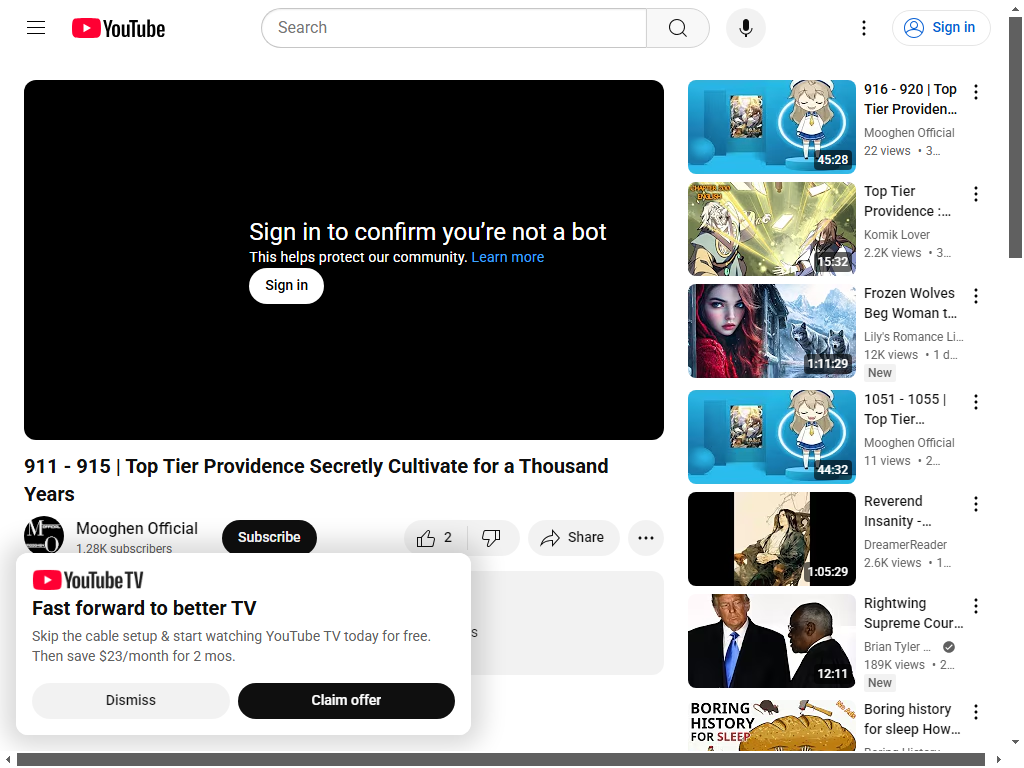 YouTube
Search
Sign in
Sign in to confirm you're not a bot
This helps protect our community. Learn more
Sign in
911 - 915 | Top Tier Providence Secretly Cultivate for a Thousand
Years
Mooghen Official
1.28K subscribers
Subscribe
2
Share
YouTube TV
Fast forward to better TV
Skip the cable setup & start watching YouTube TV today for free.
Then save $23/month for 2 mos.
Dismiss
Claim offer
s
916 - 920 | Top
Tier Providen...
Mooghen Official
22 views • 3...
45:28
CHAPTER 200
ENGLISH
Top Tier
Providence :...
Komik Lover
2.2K views • 3...
15:32
Frozen Wolves
Beg Woman t...
Lily's Romance Li...
12K views • 1 d...
New
1:11:29
1051 - 1055 |
Top Tier...
Mooghen Official
11 views • 2...
44:32
Reverend
Insanity -...
DreamerReader
2.6K views • 1...
1:05:29
Rightwing
Supreme Cour...
Brian Tyler ...
189K views • 2...
New
12:11
BORING
HISTORY
FOR SLEEP
No Ads
Boring history
for sleep How...